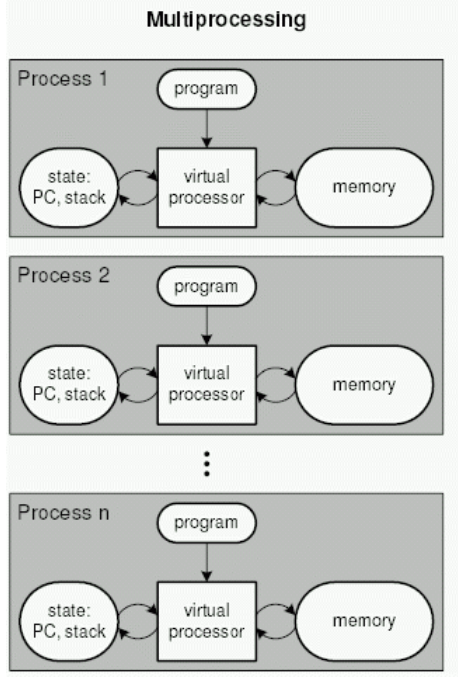 Multiprocessing
Process 1
program
state:
PC, stack
virtual
processor
memory
Process 2
program
state:
PC, stack
virtual
processor
memory
Process n
program
state:
PC, stack
virtual
processor
memory